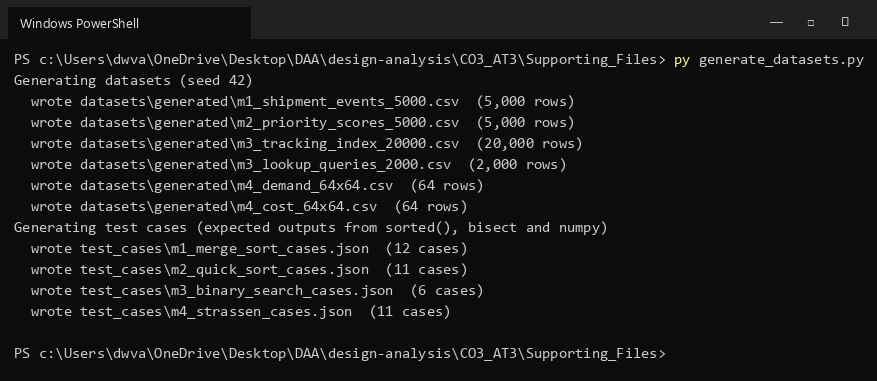 Windows PowerShell
PS c:\Users\dwva\OneDrive\Desktop\DAA\design-analysis\CO3_AT3\Supporting_Files> py generate_datasets.py
Generating datasets (seed 42)
  wrote datasets\generated\m1_shipment_events_5000.csv  (5,000 rows)
  wrote datasets\generated\m2_priority_scores_5000.csv  (5,000 rows)
  wrote datasets\generated\m3_tracking_index_20000.csv  (20,000 rows)
  wrote datasets\generated\m3_lookup_queries_2000.csv  (2,000 rows)
  wrote datasets\generated\m4_demand_64x64.csv  (64 rows)
  wrote datasets\generated\m4_cost_64x64.csv  (64 rows)
Generating test cases (expected outputs from sorted(), bisect and numpy)
  wrote test_cases\m1_merge_sort_cases.json  (12 cases)
  wrote test_cases\m2_quick_sort_cases.json  (11 cases)
  wrote test_cases\m3_binary_search_cases.json  (6 cases)
  wrote test_cases\m4_strassen_cases.json  (11 cases)
PS c:\Users\dwva\OneDrive\Desktop\DAA\design-analysis\CO3_AT3\Supporting_Files>